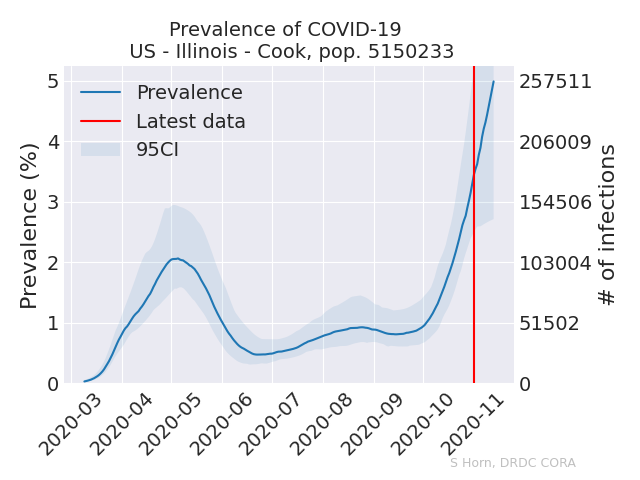 Prevalence of COVID-19
US - Illinois - Cook, pop. 5150233
Prevalence
Latest data
95CI
Prevalence (%)
5
4
3
2
1
0
257511
206009
154506
103004
51502
0
# of infections
2020-03
2020-04
2020-05
2020-06
2020-07
2020-08
2020-09
2020-10
2020-11
S Horn, DRDC CORA